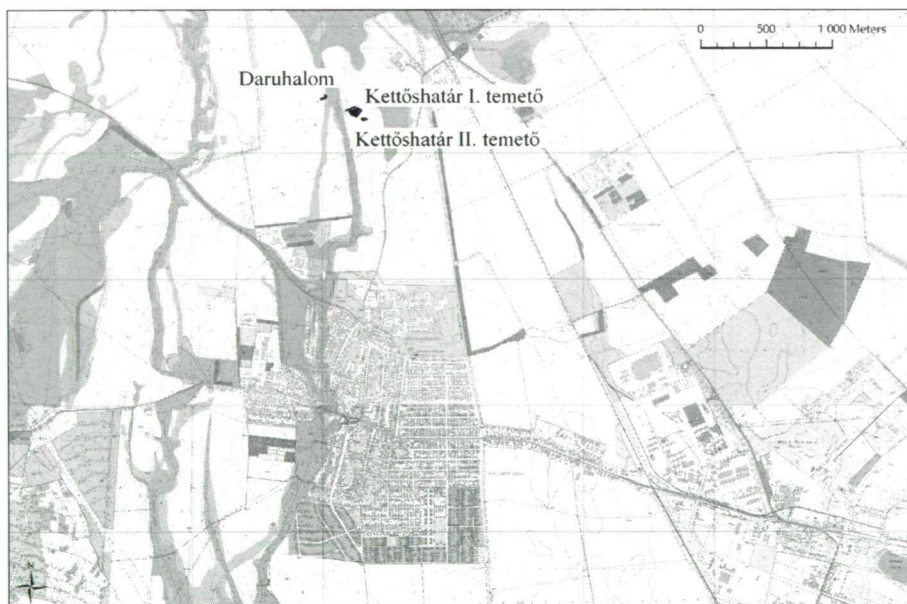 0 500 1 000 Meters
Daruhalom
Kettőshatár I. temető
Kettőshatár II. temető
N